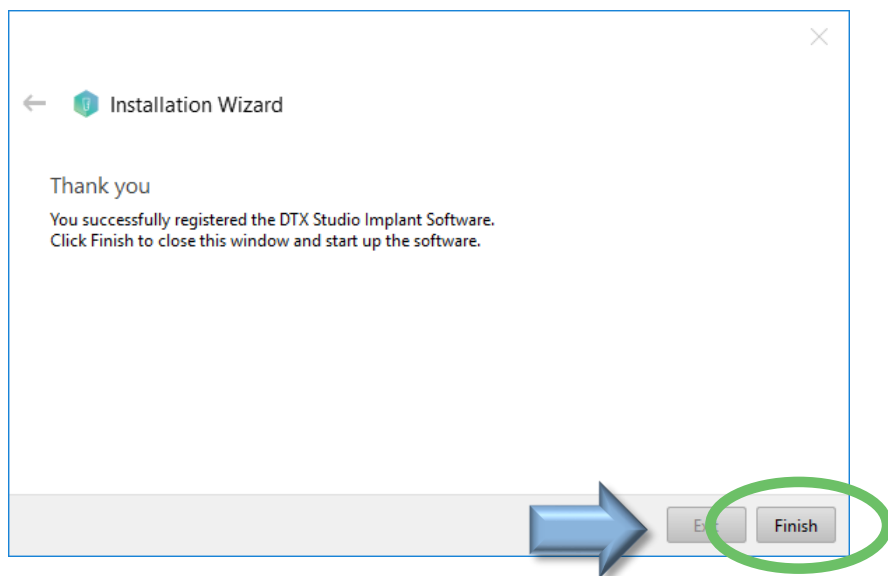 Installation Wizard
Thank you
You successfully registered the DTX Studio Implant Software.
Click Finish to close this window and start up the software.
Finish